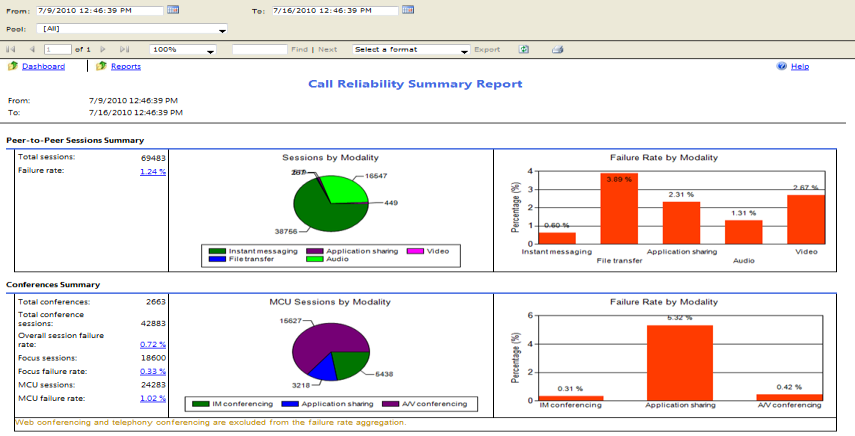 From: 7/9/2010 12:46:39 PM To: 7/16/2010 12:46:39 PM
Pool: [All]
1 of 1 100% Find | Next Select a format Export
Dashboard Reports Help
Call Reliability Summary Report
From: 7/9/2010 12:46:39 PM
To: 7/16/2010 12:46:39 PM
Peer-to-Peer Sessions Summary
Total sessions: 69483
Failure rate: 1.24 %
Sessions by Modality
16647
449
38756
Instant messaging Application sharing Video
File transfer Audio
Failure Rate by Modality
Percentage (%)
4
3
2
1
0
0.60 %
3.89 %
2.31 %
1.31 %
2.67 %
Instant messaging Application sharing Video
File transfer Audio
Conferences Summary
Total conferences: 2663
Total conference
sessions: 42883
Overall session failure
rate: 0.72 %
Focus sessions: 18600
Focus failure rate: 0.33 %
MCU sessions: 24283
MCU failure rate: 1.02 %
MCU Sessions by Modality
15627
5438
3218
IM conferencing Application sharing A/V conferencing
Failure Rate by Modality
Percentage (%)
6
4
2
0
0.31 %
5.32 %
0.42 %
IM conferencing Application sharing A/V conferencing
Web conferencing and telephony conferencing are excluded from the failure rate aggregation.